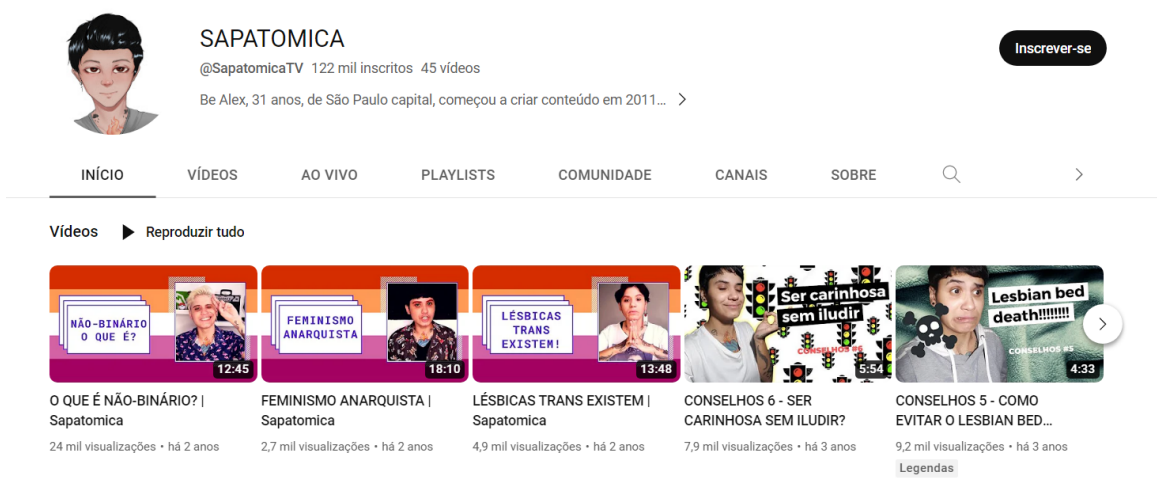 SAPATOMICA
@SapatomicaTV 122 mil inscritos 45 vídeos
Be Alex, 31 anos, de São Paulo capital, começou a criar conteúdo em 2011...
Inscrever-se
INÍCIO VÍDEOS AO VIVO PLAYLISTS COMUNIDADE CANAIS SOBRE
Vídeos Reproduzir tudo
NÃO-BINÁRIO
O QUE É?
12:45
FEMINISMO
ANARQUISTA
18:10
LÉSBICAS
TRANS
EXISTEM!
13:48
Ser carinhosa
sem iludir
CONSELHOS #6
5:54
Lesbian bed
death!!!!!!!!!
CONSELHOS #5
4:33
O QUE É NÃO-BINÁRIO? |
Sapatomica
24 mil visualizações • há 2 anos
FEMINISMO ANARQUISTA |
Sapatomica
2,7 mil visualizações • há 2 anos
LÉSBICAS TRANS EXISTEM |
Sapatomica
4,9 mil visualizações • há 2 anos
CONSELHOS 6 - SER
CARINHOSA SEM ILUDIR?
7,9 mil visualizações • há 3 anos
CONSELHOS 5 - COMO
EVITAR O LESBIAN BED...
9,2 mil visualizações • há 3 anos
Legendas